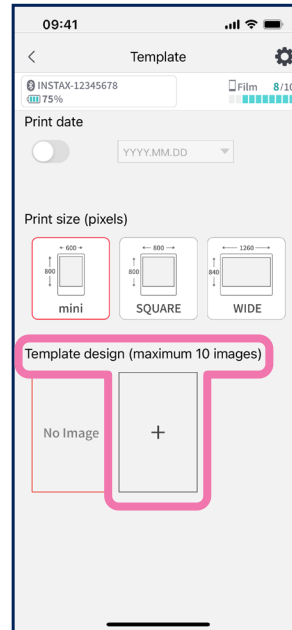 09:41
Template
INSTAX-12345678
75%
Film 8/10
Print date
YYYY.MM.DD
Print size (pixels)
600 800 1260
800 800 840
mini SQUARE WIDE
Template design (maximum 10 images)
No Image +